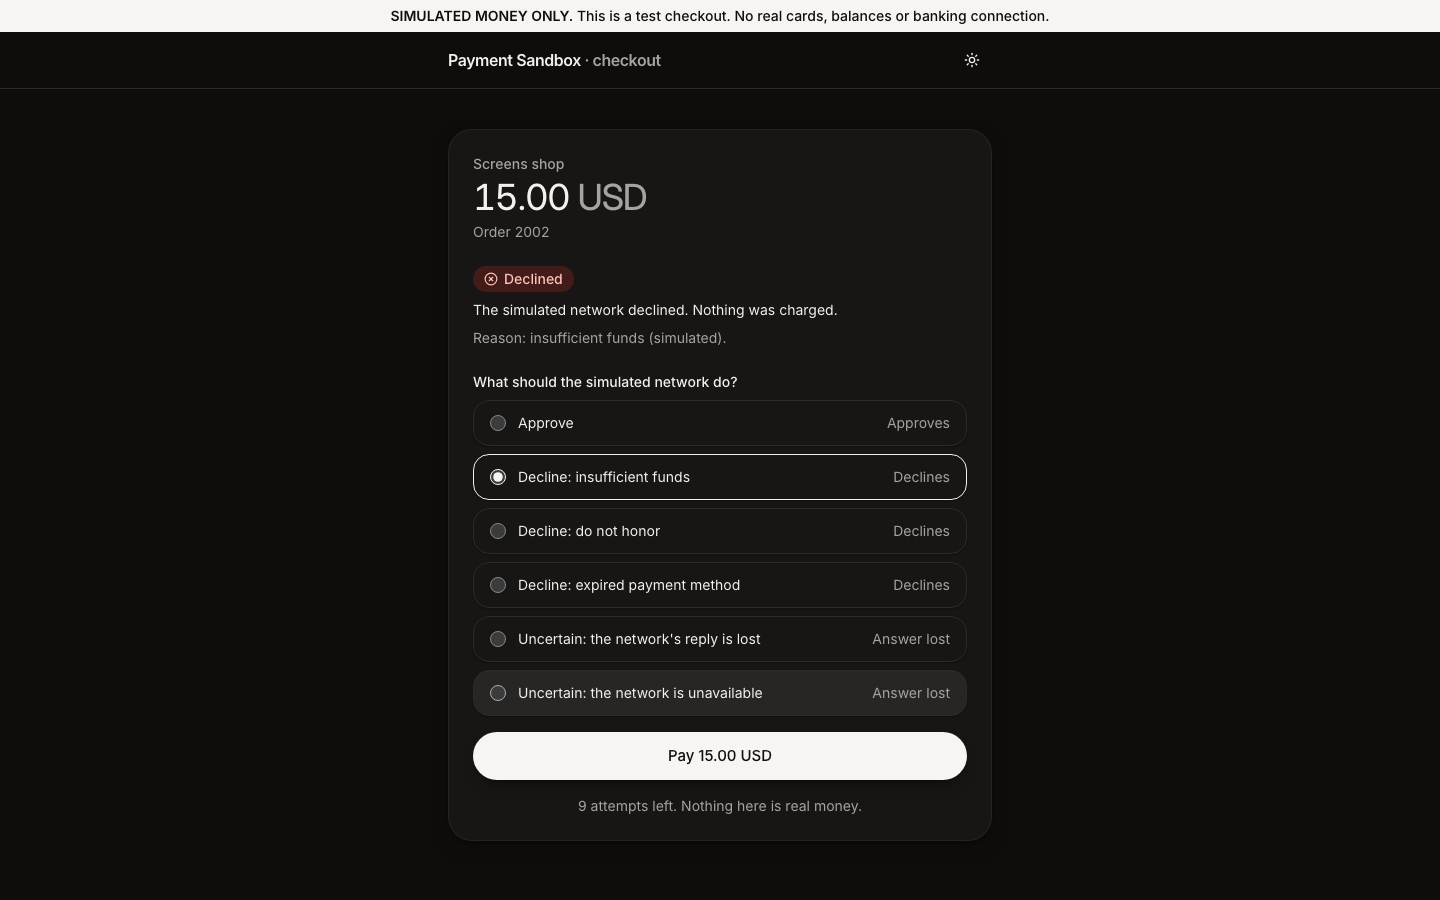 SIMULATED MONEY ONLY. This is a test checkout. No real cards, balances or banking connection.
Payment Sandbox · checkout
Screens shop
15.00 USD
Order 2002
Declined
The simulated network declined. Nothing was charged.
Reason: insufficient funds (simulated).
What should the simulated network do?
Approve Approves
Decline: insufficient funds Declines
Decline: do not honor Declines
Decline: expired payment method Declines
Uncertain: the network's reply is lost Answer lost
Uncertain: the network is unavailable Answer lost
Pay 15.00 USD
9 attempts left. Nothing here is real money.